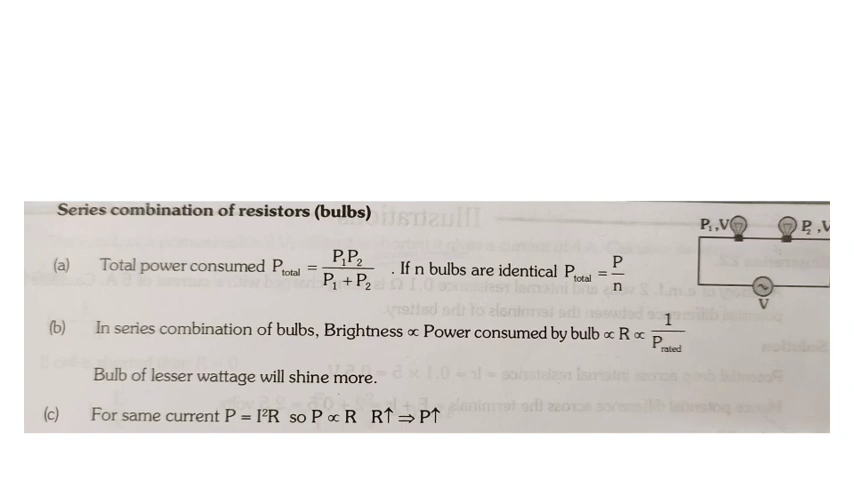 Series combination of resistors (bulbs)
P₁,V P₂,V
(a) Total power consumed P_total = P₁P₂ / (P₁ + P₂) . If n bulbs are identical P_total = P / n
V
(b) In series combination of bulbs, Brightness ∝ Power consumed by bulb ∝ R ∝ 1 / P_rated
Bulb of lesser wattage will shine more.
(c) For same current P = I²R so P ∝ R R↑ ⇒ P↑